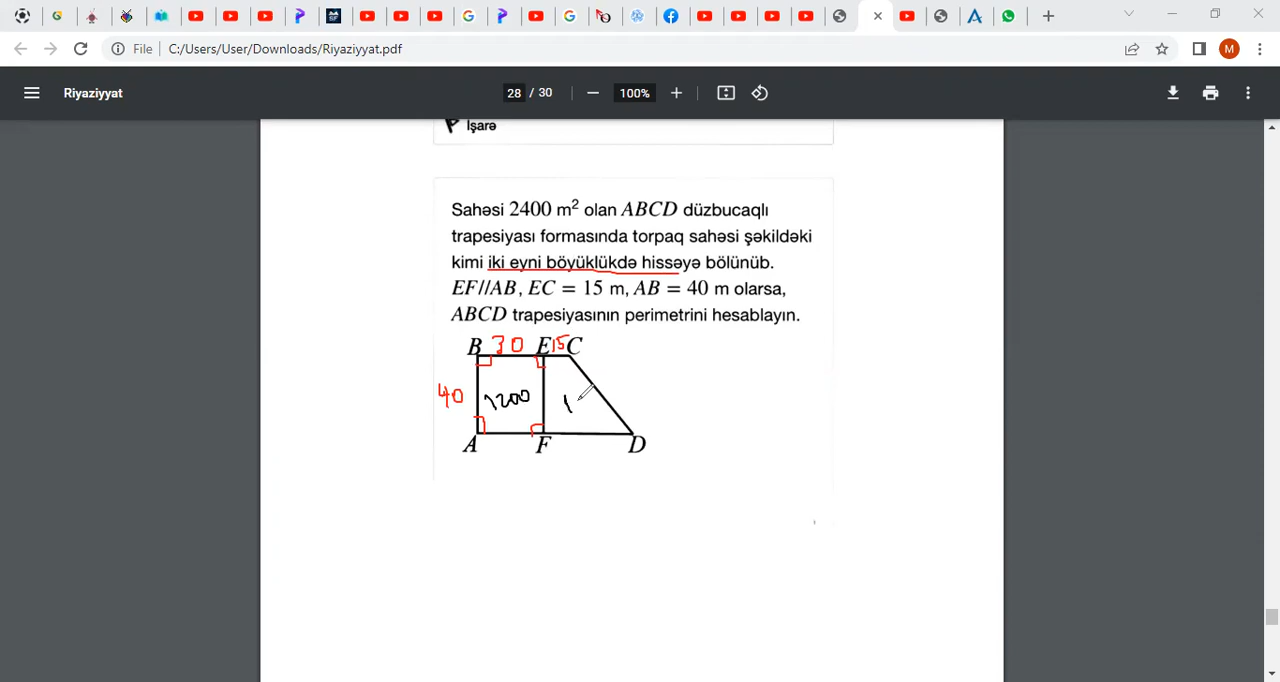 File C:/Users/User/Downloads/Riyaziyyat.pdf M
Riyaziyyat 28 / 30 100%
İşarə
Sahəsi 2400 m² olan ABCD düzbucaqlı
trapesiyası formasında torpaq sahəsi şəkildəki
kimi iki eyni böyüklükdə hissəyə bölünüb.
EF//AB, EC = 15 m, AB = 40 m olarsa,
ABCD trapesiyasının perimetrini hesablayın.
B 30 E 15 C
40 1200 1
A F D